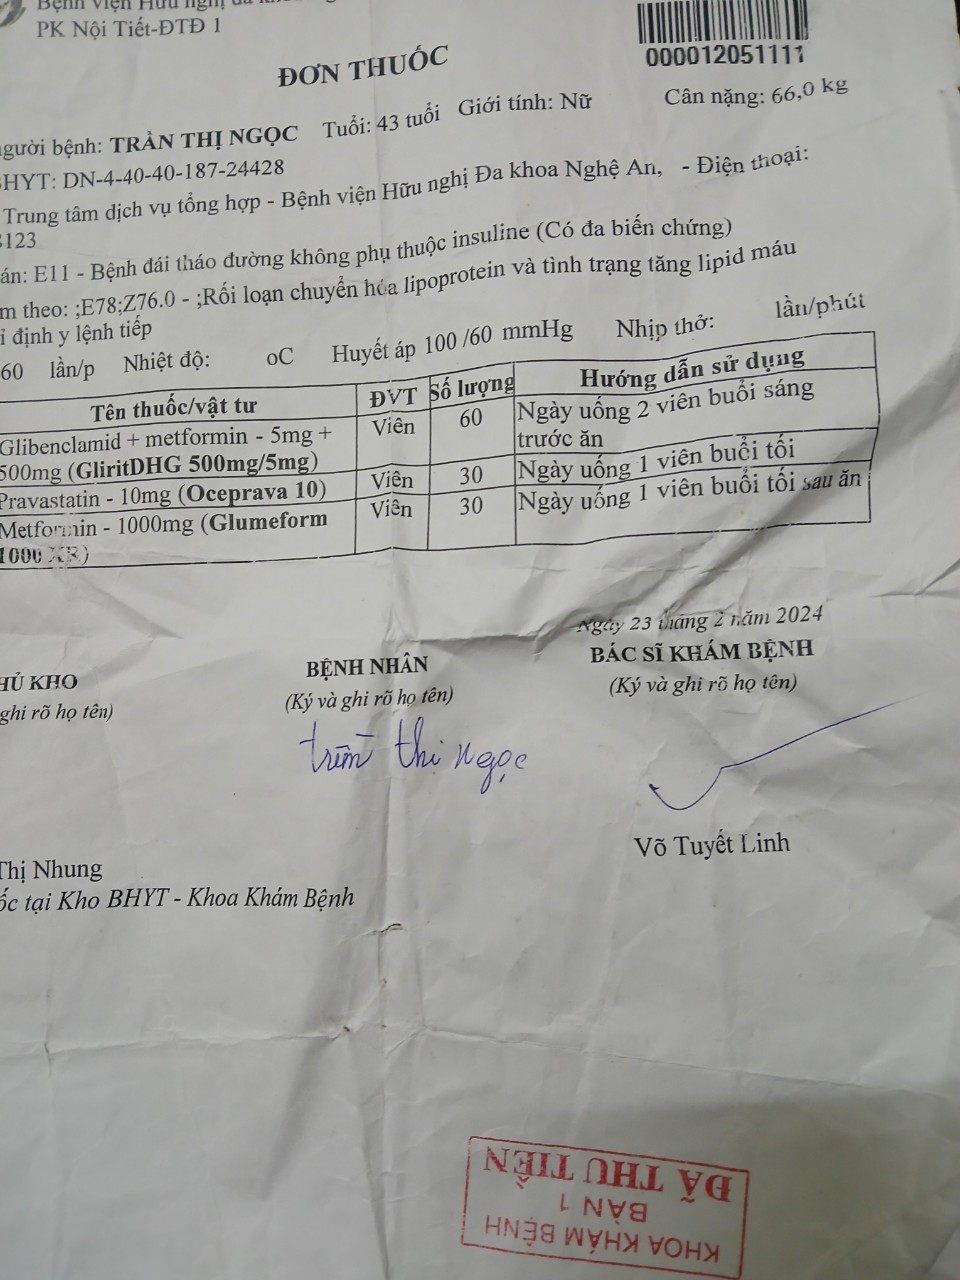 Bệnh viện Hữu nghị đa
PK Nội Tiết-ĐTĐ 1
000012051111
ĐƠN THUỐC
Cân nặng: 66,0 kg
gười bệnh: TRẦN THỊ NGỌC Tuổi: 43 tuổi Giới tính: Nữ
BHYT: DN-4-40-40-187-24428
Trung tâm dịch vụ tổng hợp - Bệnh viện Hữu nghị Đa khoa Nghệ An, - Điện thoại:
123
án: E11 - Bệnh đái tháo đường không phụ thuộc insuline (Có đa biến chứng)
m theo: ;E78;Z76.0 - ;Rối loạn chuyển hóa lipoprotein và tình trạng tăng lipid máu
ỉ định y lệnh tiếp
60 lần/p Nhiệt độ: oC Huyết áp 100 /60 mmHg Nhịp thở: lần/phút
Tên thuốc/vật tư ĐVT Số lượng Hướng dẫn sử dụng
Glibenclamid + metformin - 5mg + Viên 60 Ngày uống 2 viên buổi sáng
500mg (GliritDHG 500mg/5mg) trước ăn
Pravastatin - 10mg (Oceprava 10) Viên 30 Ngày uống 1 viên buổi tối
Metformin - 1000mg (Glumeform Viên 30 Ngày uống 1 viên buổi tối sau ăn
1000 XR)
Ngày 23 tháng 2 năm 2024
HỦ KHO BỆNH NHÂN BÁC SĨ KHÁM BỆNH
ghi rõ họ tên) (Ký và ghi rõ họ tên) (Ký và ghi rõ họ tên)
trần thị ngọc
Thị Nhung Võ Tuyết Linh
ốc tại Kho BHYT - Khoa Khám Bệnh
KHOA KHÁM BỆNH
BÀN 1
ĐÃ THU TIỀN